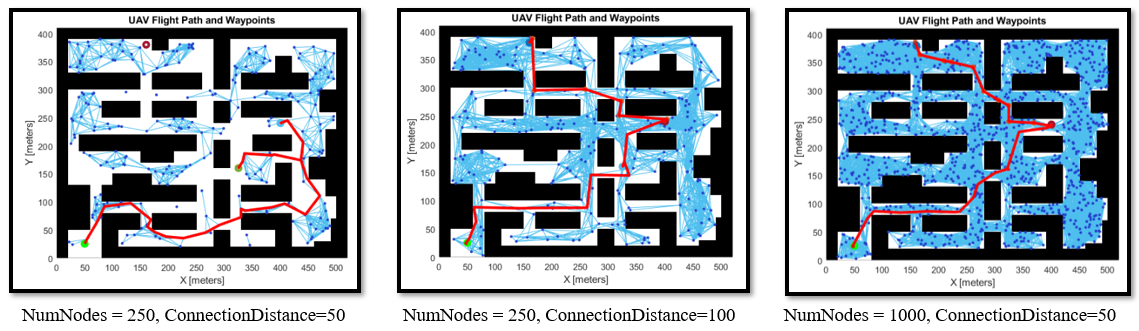 UAV Flight Path and Waypoints
400
350
300
250
200
150
100
50
0
Y [meters]
0 50 100 150 200 250 300 350 400 450 500
X [meters]
NumNodes = 250, ConnectionDistance=50
UAV Flight Path and Waypoints
400
350
300
250
200
150
100
50
0
Y [meters]
0 50 100 150 200 250 300 350 400 450 500
X [meters]
NumNodes = 250, ConnectionDistance=100
UAV Flight Path and Waypoints
400
350
300
250
200
150
100
50
0
Y [meters]
0 50 100 150 200 250 300 350 400 450 500
X [meters]
NumNodes = 1000, ConnectionDistance=50